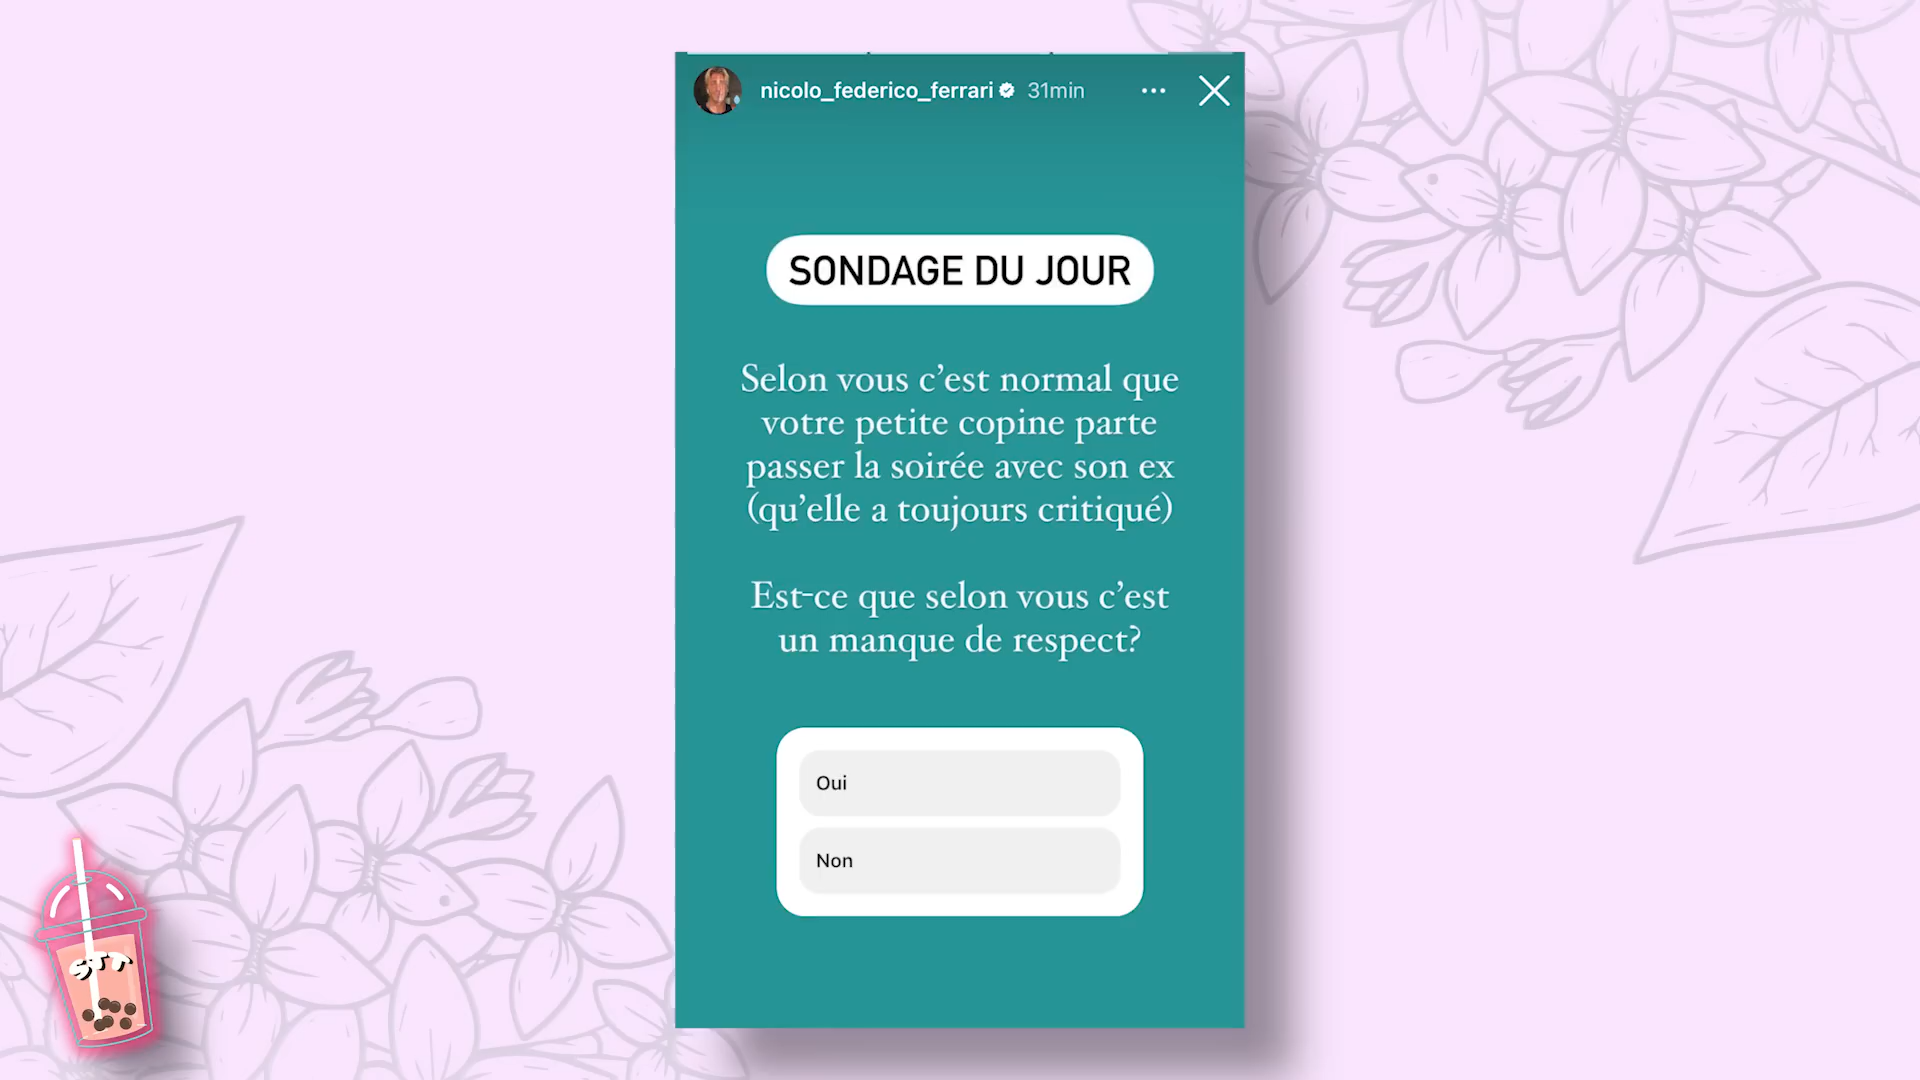 nicolo_federico_ferrari 31min
SONDAGE DU JOUR
Selon vous c’est normal que
votre petite copine parte
passer la soirée avec son ex
(qu’elle a toujours critiqué)
Est-ce que selon vous c’est
un manque de respect?
Oui
Non
STT